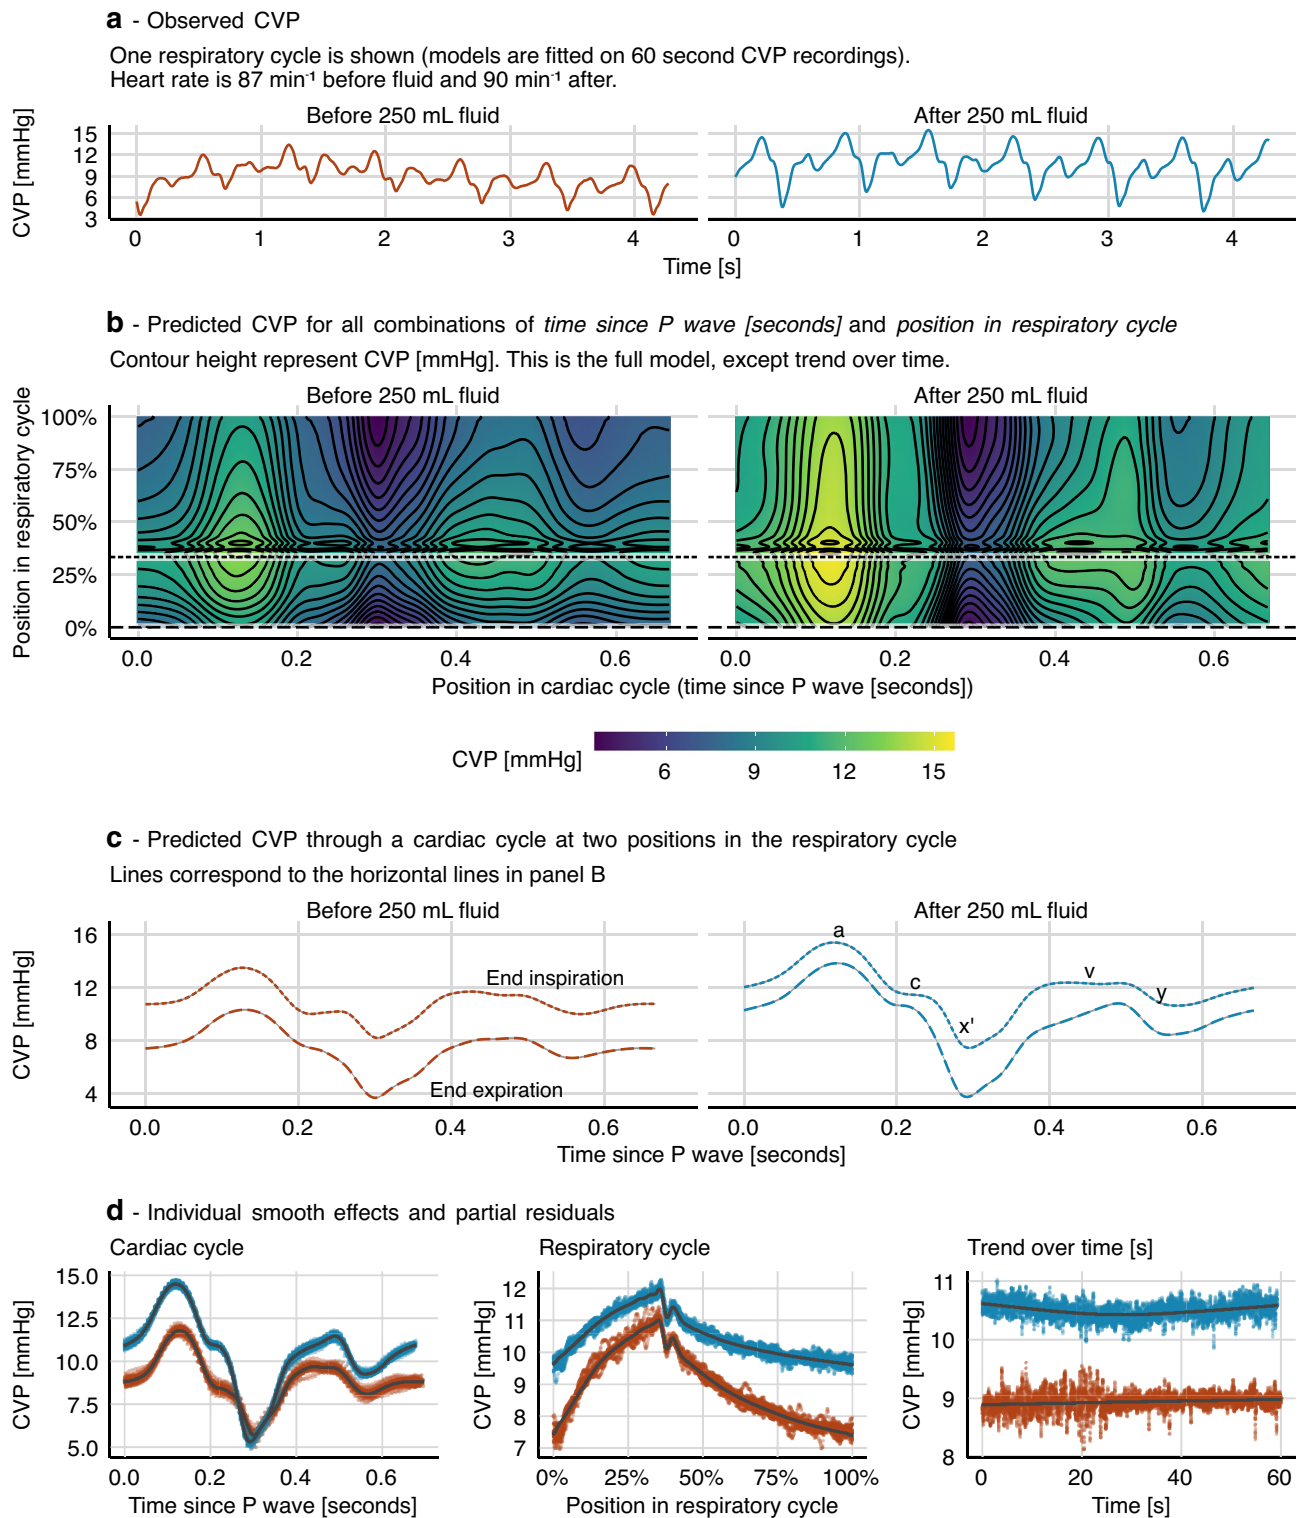 a - Observed CVP
One respiratory cycle is shown (models are fitted on 60 second CVP recordings).
Heart rate is 87 min⁻¹ before fluid and 90 min⁻¹ after.
Before 250 mL fluid
After 250 mL fluid
CVP [mmHg]
15
12
9
6
3
0 1 2 3 4
0 1 2 3 4
Time [s]
b - Predicted CVP for all combinations of time since P wave [seconds] and position in respiratory cycle
Contour height represent CVP [mmHg]. This is the full model, except trend over time.
Before 250 mL fluid
After 250 mL fluid
Position in respiratory cycle
100%
75%
50%
25%
0%
0.0 0.2 0.4 0.6
0.0 0.2 0.4 0.6
Position in cardiac cycle (time since P wave [seconds])
CVP [mmHg]
6 9 12 15
c - Predicted CVP through a cardiac cycle at two positions in the respiratory cycle
Lines correspond to the horizontal lines in panel B
Before 250 mL fluid
After 250 mL fluid
CVP [mmHg]
16
12
8
4
End inspiration
End expiration
a
c
x'
v
y
0.0 0.2 0.4 0.6
0.0 0.2 0.4 0.6
Time since P wave [seconds]
d - Individual smooth effects and partial residuals
Cardiac cycle
CVP [mmHg]
15.0
12.5
10.0
7.5
5.0
0.0 0.2 0.4 0.6
Time since P wave [seconds]
Respiratory cycle
CVP [mmHg]
12
11
10
9
8
7
0% 25% 50% 75% 100%
Position in respiratory cycle
Trend over time [s]
CVP [mmHg]
11
10
9
8
0 20 40 60
Time [s]